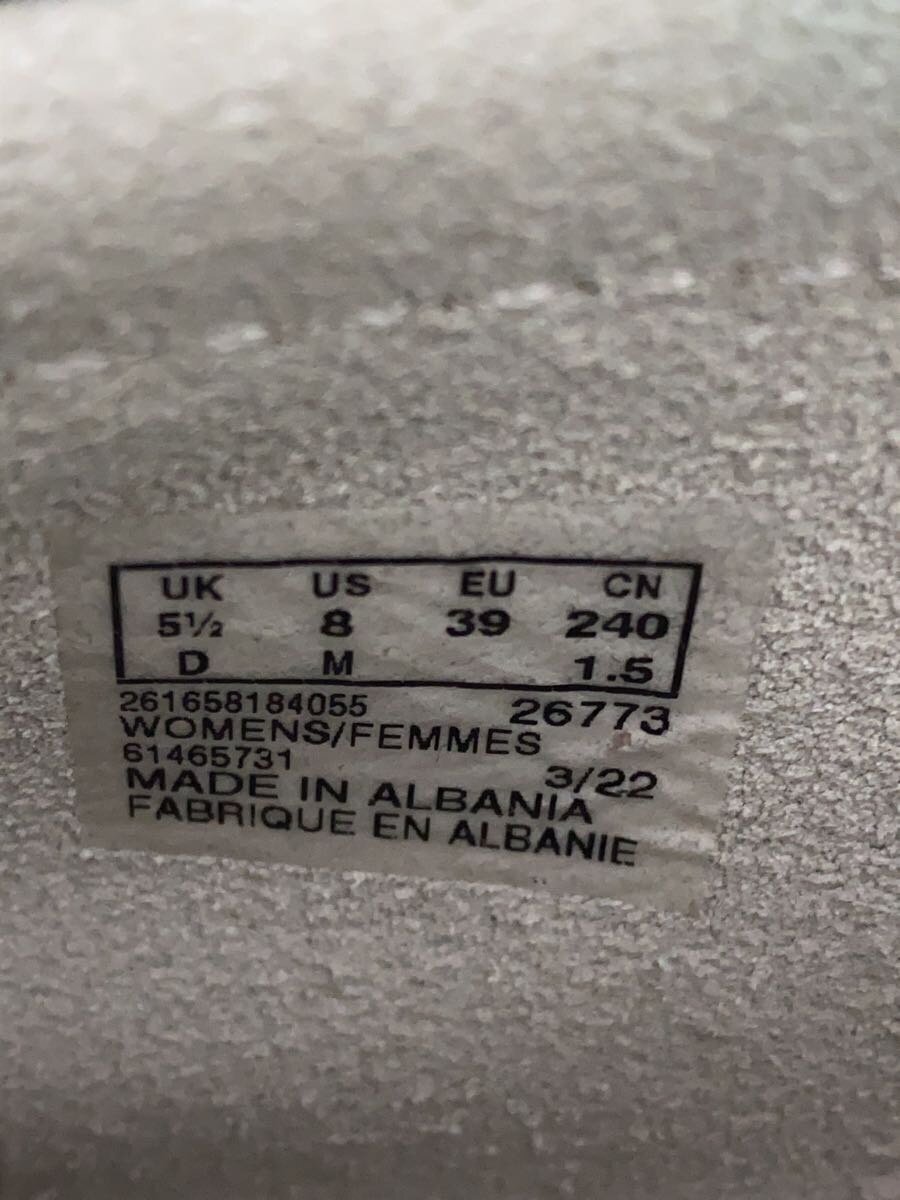 UK US EU CN
5½ 8 39 240
D M 1.5
261658184055 26773
WOMENS/FEMMES
61465731 3/22
MADE IN ALBANIA
FABRIQUE EN ALBANIE